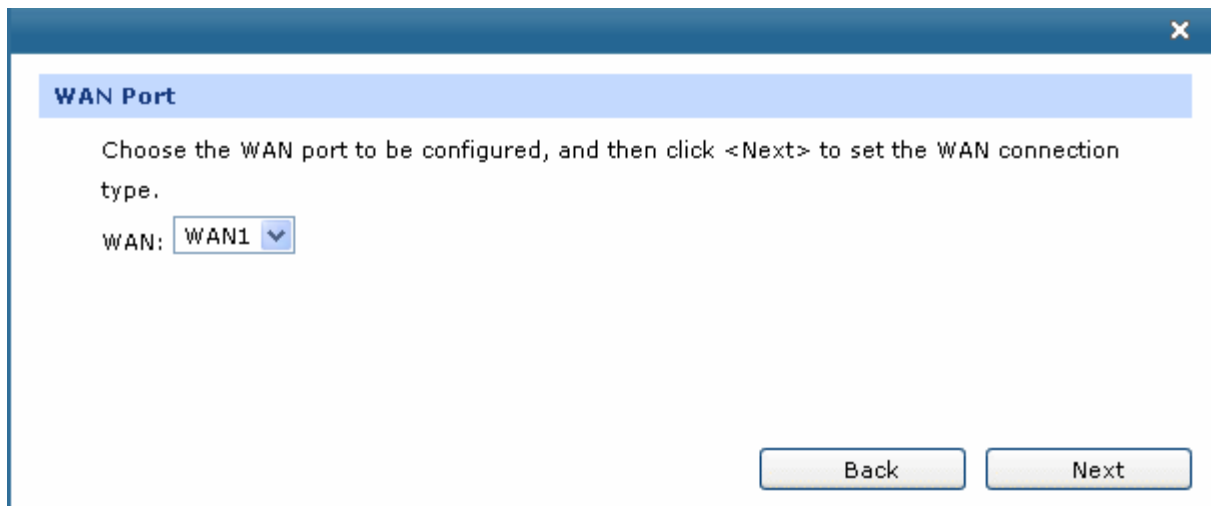 WAN Port
Choose the WAN port to be configured, and then click <Next> to set the WAN connection
type.
WAN: WAN1
Back Next